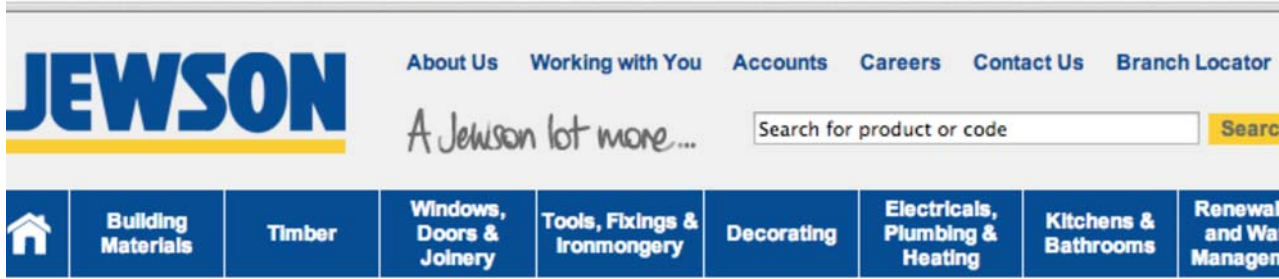 JEWSON
About Us Working with You Accounts Careers Contact Us Branch Locator
A Jewson lot more...
Search for product or code
Building
Materials
Timber
Windows,
Doors &
Joinery
Tools, Fixings &
Ironmongery
Decorating
Electricals,
Plumbing &
Heating
Kitchens &
Bathrooms
and